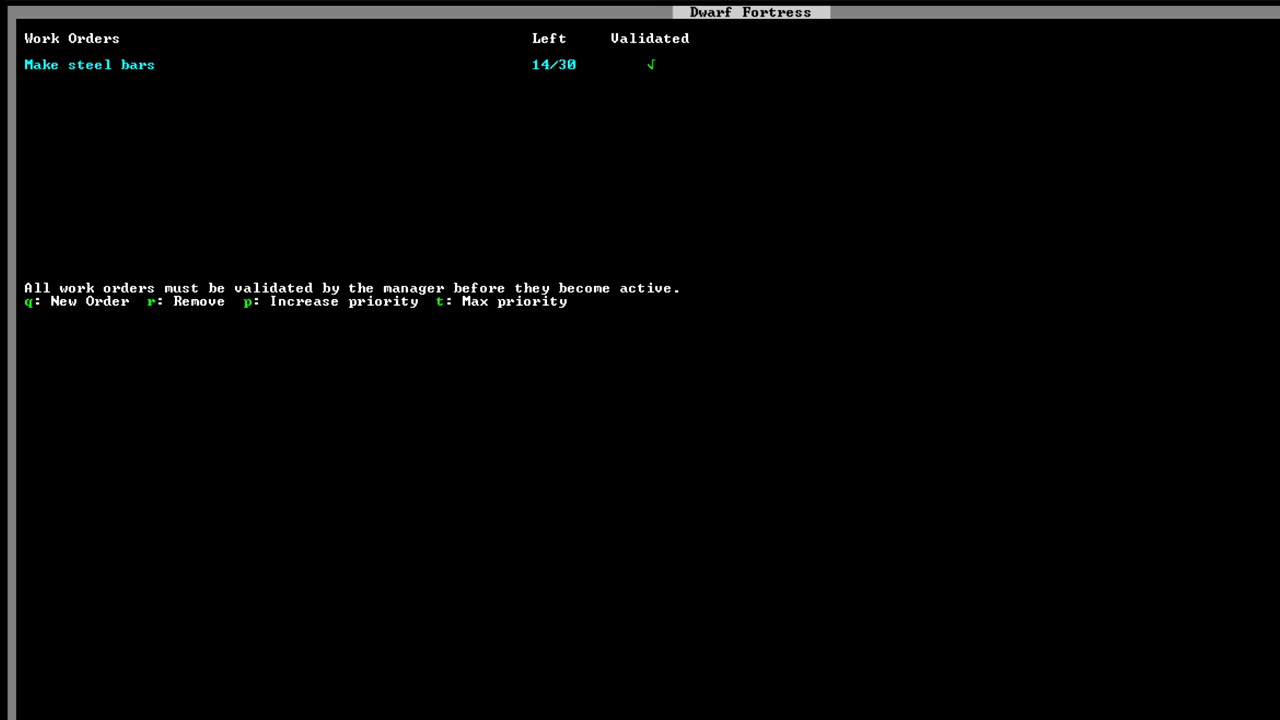 Dwarf Fortress
Work Orders Left Validated
Make steel bars 14/30 √
All work orders must be validated by the manager before they become active.
q: New Order r: Remove p: Increase priority t: Max priority